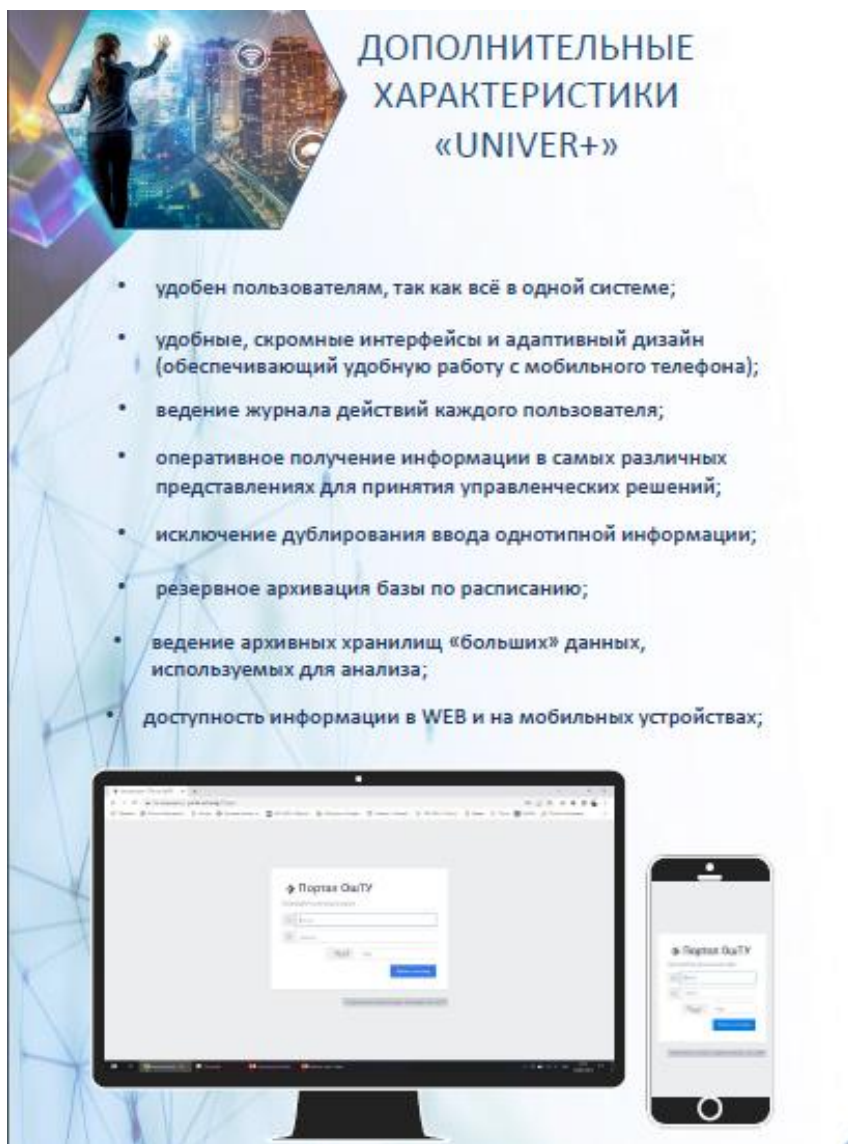 ДОПОЛНИТЕЛЬНЫЕ
ХАРАКТЕРИСТИКИ
«UNIVER+»
• удобен пользователям, так как всё в одной системе;
• удобные, скромные интерфейсы и адаптивный дизайн
(обеспечивающий удобную работу с мобильного телефона);
• ведение журнала действий каждого пользователя;
• оперативное получение информации в самых различных
представлениях для принятия управленческих решений;
• исключение дублирования ввода однотипной информации;
• резервное архивация базы по расписанию;
• ведение архивных хранилищ «больших» данных,
используемых для анализа;
• доступность информации в WEB и на мобильных устройствах;
Портал ОшТУ
Портал ОшТУ